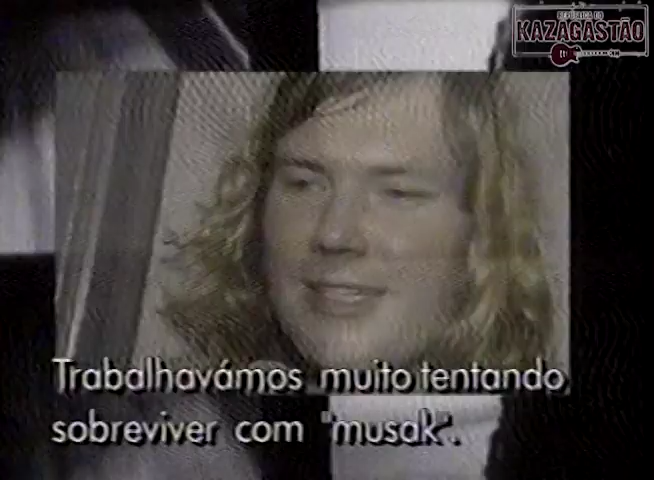 REPÚBLICA DO
KAZAGASTÃO
Trabalhavámos muito tentando
sobreviver com "musak".